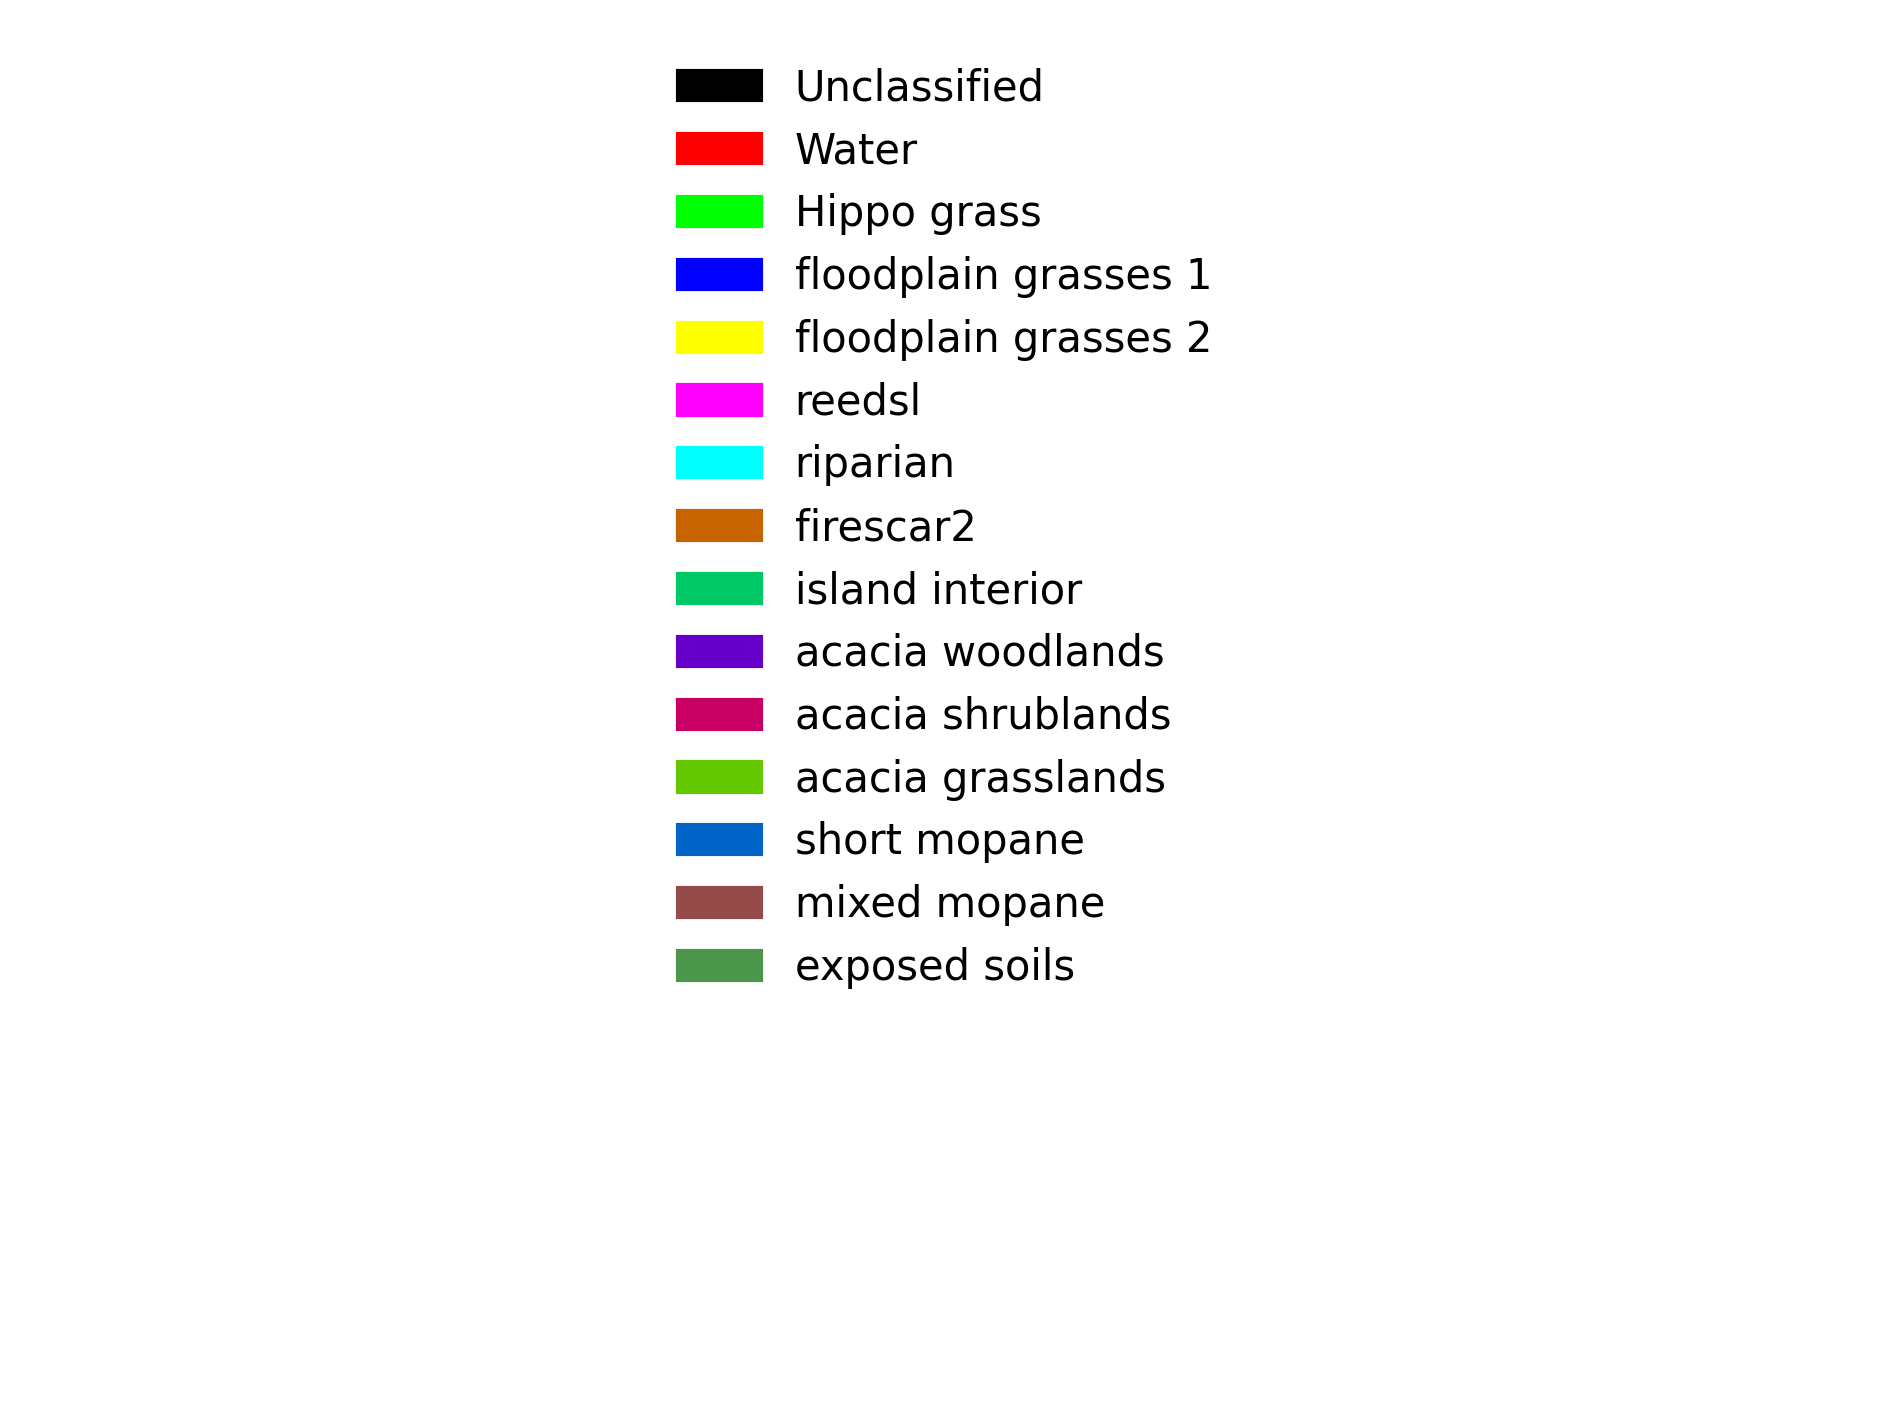 Unclassified
Water
Hippo grass
floodplain grasses 1
floodplain grasses 2
reedsl
riparian
firescar2
island interior
acacia woodlands
acacia shrublands
acacia grasslands
short mopane
mixed mopane
exposed soils